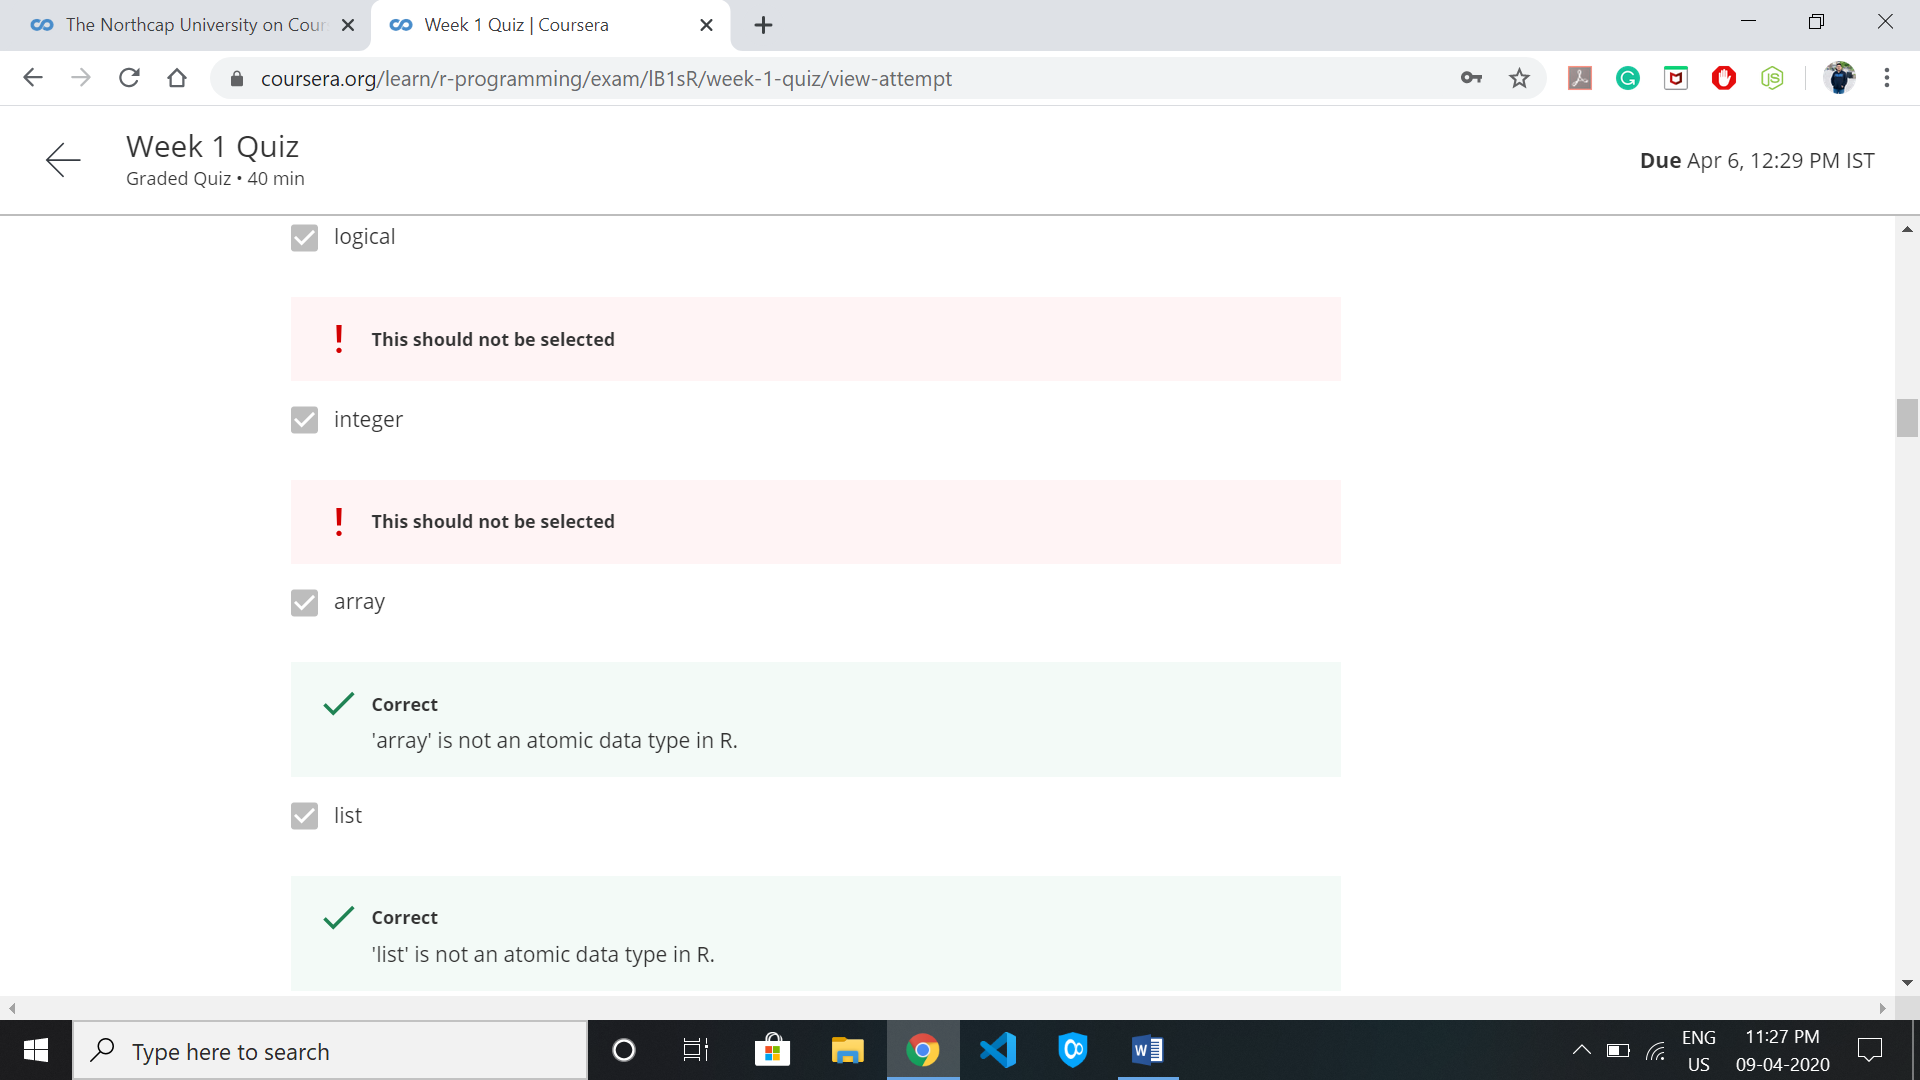 The Northcap University on Cour
Week 1 Quiz | Coursera
coursera.org/learn/r-programming/exam/lB1sR/week-1-quiz/view-attempt
Week 1 Quiz
Graded Quiz • 40 min
Due Apr 6, 12:29 PM IST
logical
! This should not be selected
integer
! This should not be selected
array
Correct
'array' is not an atomic data type in R.
list
Correct
'list' is not an atomic data type in R.
Type here to search
ENG
US
11:27 PM
09-04-2020